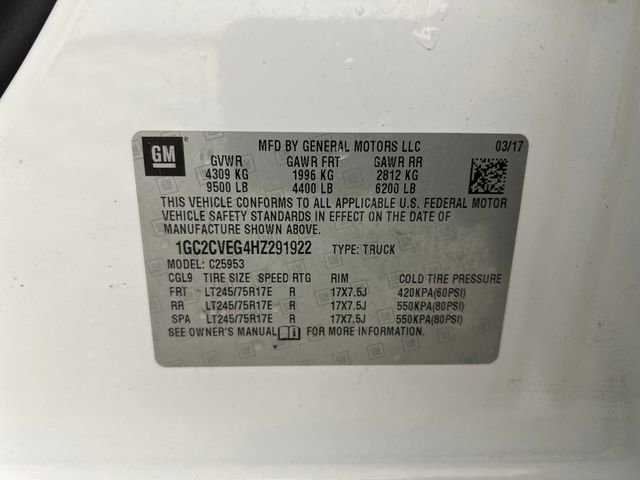 GM
MFD BY GENERAL MOTORS LLC 03/17
GVWR GAWR FRT GAWR RR
4309 KG 1996 KG 2812 KG
9500 LB 4400 LB 6200 LB
THIS VEHICLE CONFORMS TO ALL APPLICABLE U.S. FEDERAL MOTOR
VEHICLE SAFETY STANDARDS IN EFFECT ON THE DATE OF
MANUFACTURE SHOWN ABOVE.
1GC2CVEG4HZ291922 TYPE: TRUCK
MODEL: C25953
CGL9 TIRE SIZE SPEED RTG RIM COLD TIRE PRESSURE
FRT LT245/75R17E R 17X7.5J 420KPA(60PSI)
RR LT245/75R17E R 17X7.5J 550KPA(80PSI)
SPA LT245/75R17E R 17X7.5J 550KPA(80PSI)
SEE OWNER'S MANUAL FOR MORE INFORMATION.